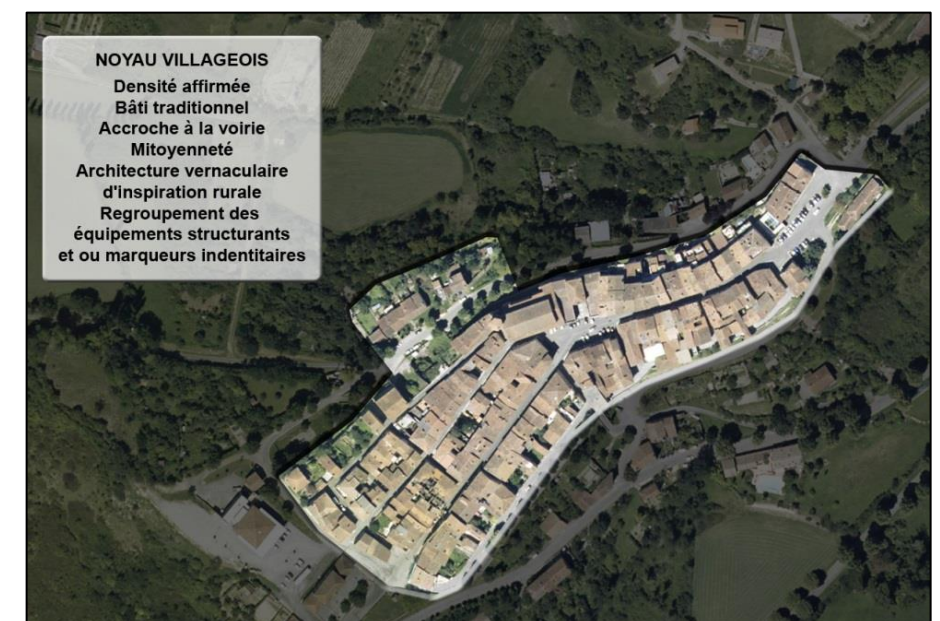 NOYAU VILLAGEOIS
Densité affirmée
Bâti traditionnel
Accroche à la voirie
Mitoyenneté
Architecture vernaculaire
d'inspiration rurale
Regroupement des
équipements structurants
et ou marqueurs indentitaires